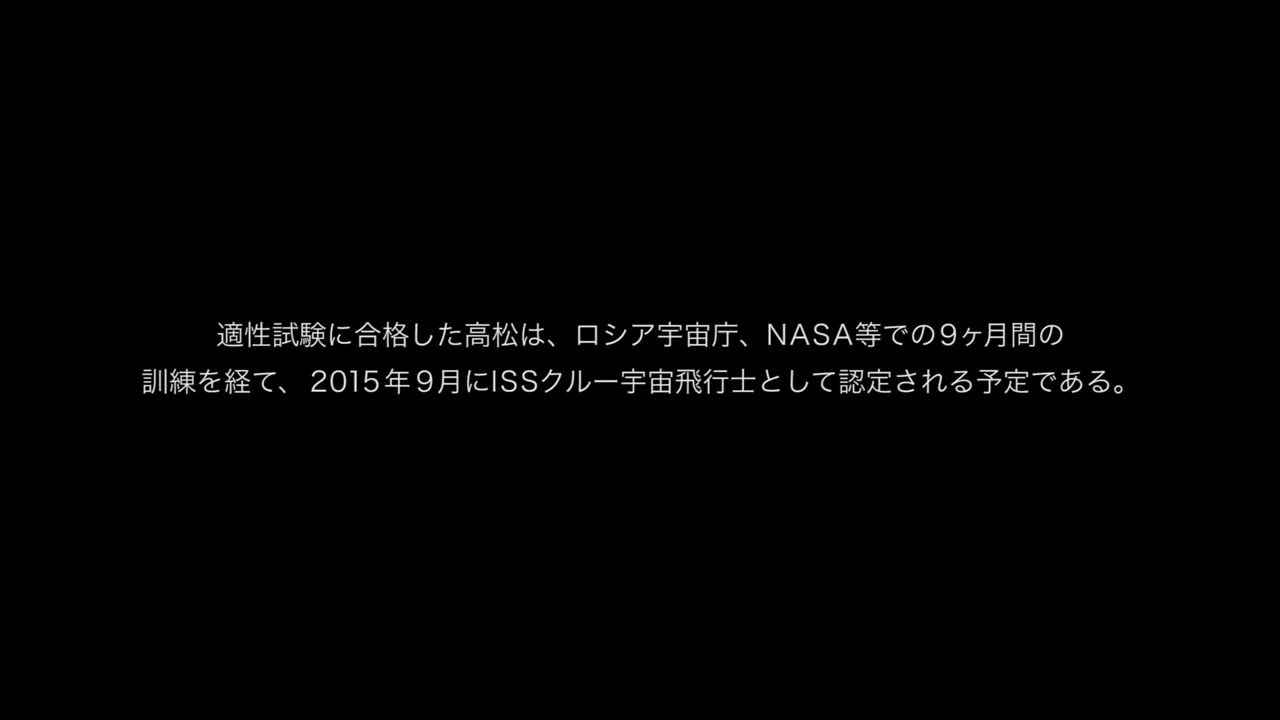 適性試験に合格した高松は、ロシア宇宙庁、NASA等での9ヶ月間の
訓練を経て、2015年9月にISSクルー宇宙飛行士として認定される予定である。